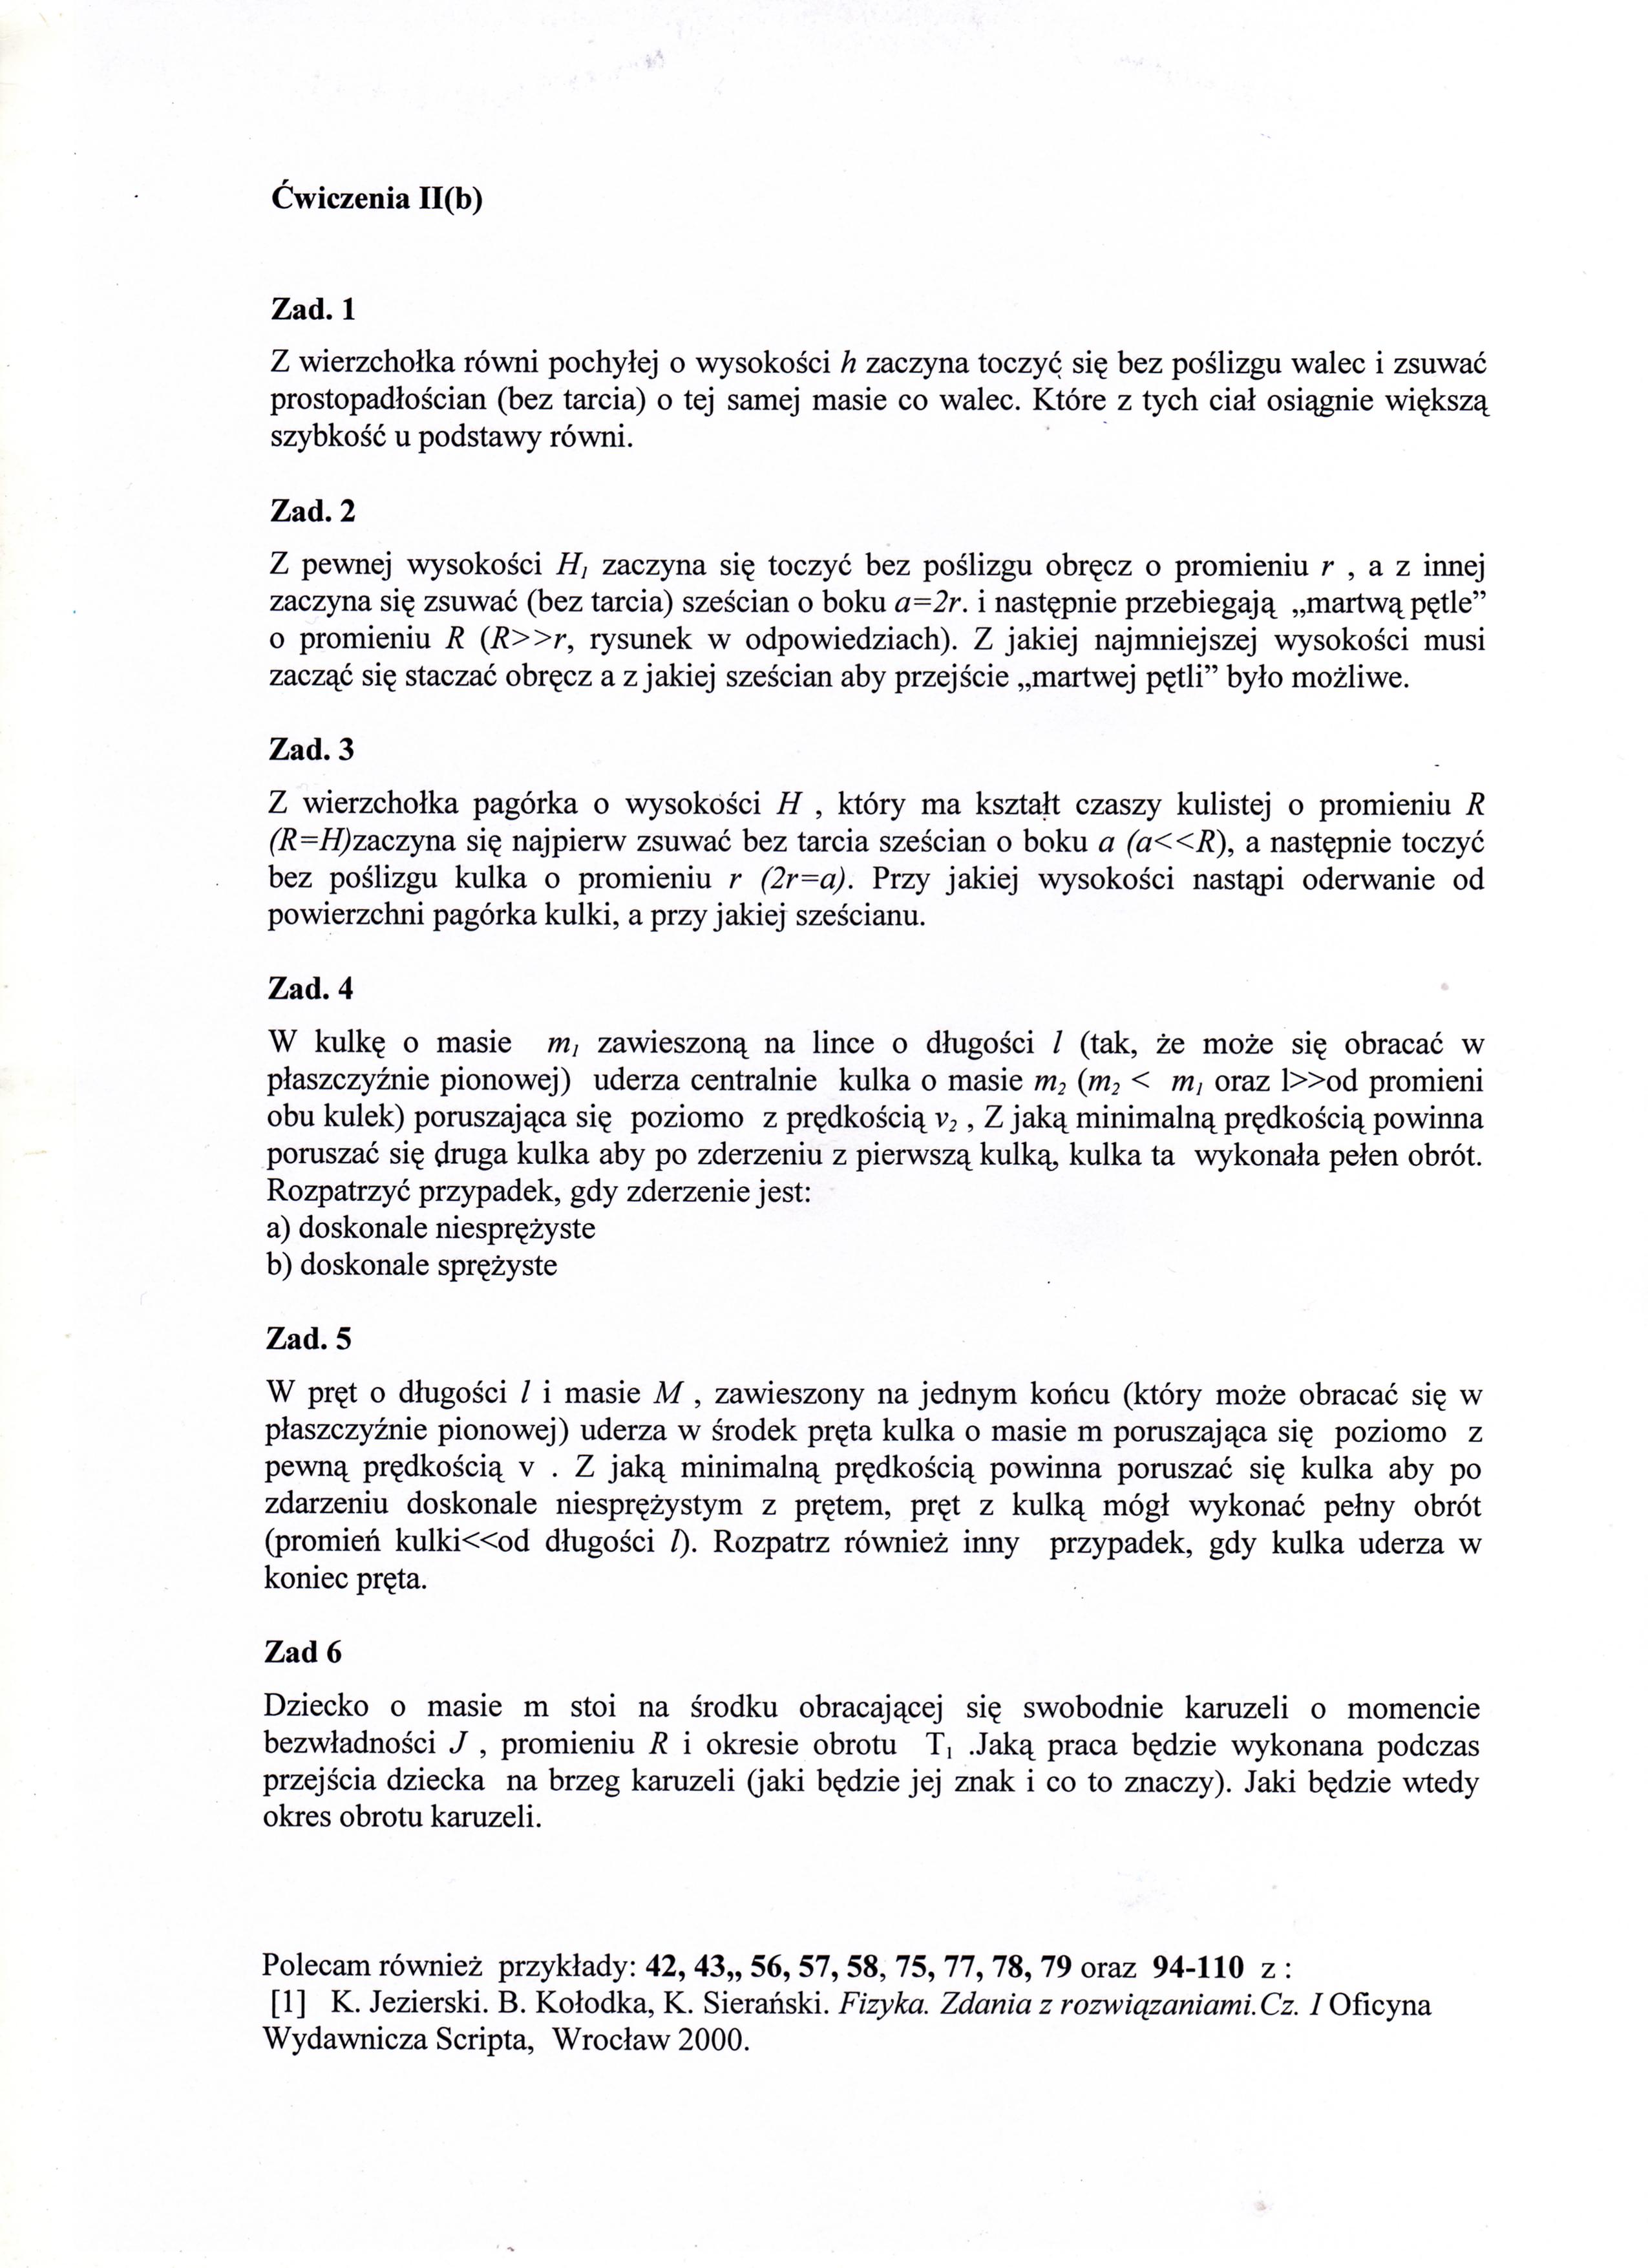 Ćwiczenia II(b)
Zad. 1
Z wierzchołka równi pochyłej o wysokości h zaczyna toczyć się bez poślizgu walec i zsuwać
prostopadłościan (bez tarcia) o tej samej masie co walec. Które z tych ciał osiągnie większą
szybkość u podstawy równi.
Zad. 2
Z pewnej wysokości H₁ zaczyna się toczyć bez poślizgu obręcz o promieniu r , a z innej
zaczyna się zsuwać (bez tarcia) sześcian o boku a=2r. i następnie przebiegają „martwą pętle”
o promieniu R (R>>r, rysunek w odpowiedziach). Z jakiej najmniejszej wysokości musi
zacząć się staczać obręcz a z jakiej sześcian aby przejście „martwej pętli” było możliwe.
Zad. 3
Z wierzchołka pagórka o wysokości H , który ma kształt czaszy kulistej o promieniu R
(R=H)zaczyna się najpierw zsuwać bez tarcia sześcian o boku a (a<<R), a następnie toczyć
bez poślizgu kulka o promieniu r (2r=a). Przy jakiej wysokości nastąpi oderwanie od
powierzchni pagórka kulki, a przy jakiej sześcianu.
Zad. 4
W kulkę o masie m₁ zawieszoną na lince o długości l (tak, że może się obracać w
płaszczyźnie pionowej) uderza centralnie kulka o masie m₂ (m₂ < m₁ oraz l>>od promieni
obu kulek) poruszająca się poziomo z prędkością v₂ , Z jaką minimalną prędkością powinna
poruszać się druga kulka aby po zderzeniu z pierwszą kulką, kulka ta wykonała pełen obrót.
Rozpatrzyć przypadek, gdy zderzenie jest:
a) doskonale niesprężyste
b) doskonale sprężyste
Zad. 5
W pręt o długości l i masie M , zawieszony na jednym końcu (który może obracać się w
płaszczyźnie pionowej) uderza w środek pręta kulka o masie m poruszająca się poziomo z
pewną prędkością v . Z jaką minimalną prędkością powinna poruszać się kulka aby po
zdarzeniu doskonale niesprężystym z prętem, pręt z kulką mógł wykonać pełny obrót
(promień kulki<<od długości l). Rozpatrz również inny przypadek, gdy kulka uderza w
koniec pręta.
Zad 6
Dziecko o masie m stoi na środku obracającej się swobodnie karuzeli o momencie
bezwładności J , promieniu R i okresie obrotu T₁ .Jaką praca będzie wykonana podczas
przejścia dziecka na brzeg karuzeli (jaki będzie jej znak i co to znaczy). Jaki będzie wtedy
okres obrotu karuzeli.
Polecam również przykłady: 42, 43,, 56, 57, 58, 75, 77, 78, 79 oraz 94-110 z :
[1] K. Jezierski. B. Kołodka, K. Sierański. Fizyka. Zdania z rozwiązaniami.Cz. I Oficyna
Wydawnicza Scripta, Wrocław 2000.